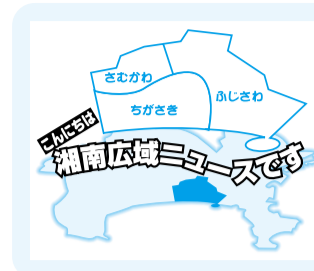 さむかわ
ふじさわ
ちがさき
こんにちは
湘南広域ニュースです